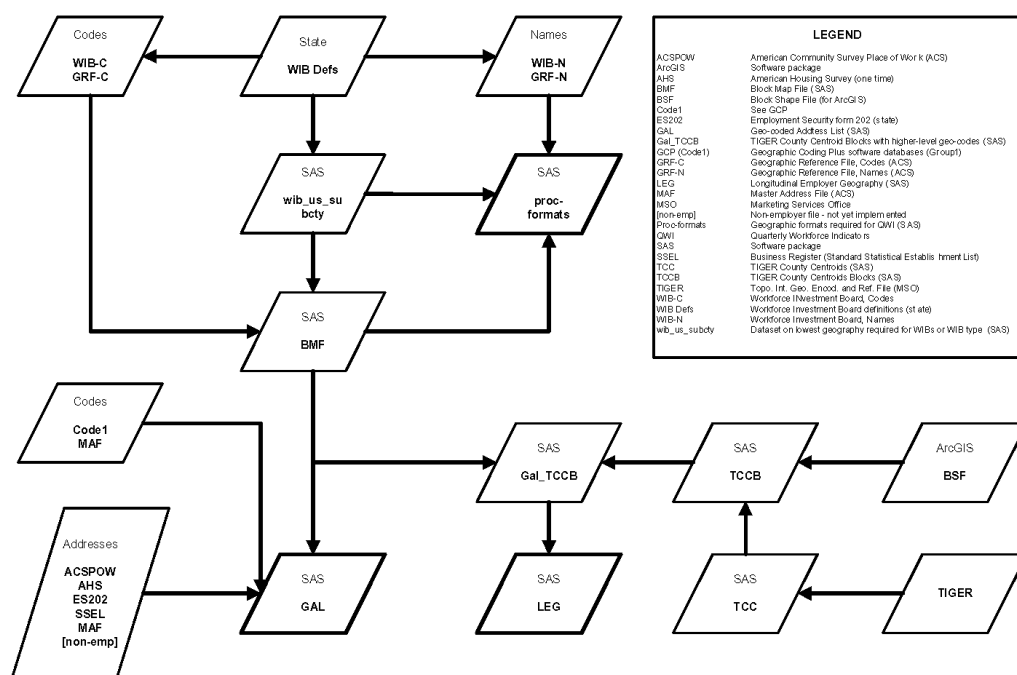 Codes
WIB-C
GRF-C
State
WIB Defs
Names
WIB-N
GRF-N
SAS
wib_us_su
bcty
SAS
proc-
formats
SAS
BMF
Codes
Code1
MAF
Addresses
ACSPOW
AHS
ES202
SSEL
MAF
[non-emp]
SAS
GAL
SAS
Gal_TCCB
SAS
LEG
SAS
TCCB
SAS
TCC
ArcGIS
BSF
TIGER
LEGEND
ACSPOW American Community Survey Place of Work (ACS)
ArcGIS Software package
AHS American Housing Survey (one time)
BMF Block Map File (SAS)
BSF Block Shape File (for ArcGIS)
Code1 See GCP
ES202 Employment Security form 202 (state)
GAL Geo-coded Address List (SAS)
Gal_TCCB TIGER County Centroid Blocks with higher-level geo-codes (SAS)
GCP (Code1) Geographic Coding Plus software databases (Group1)
GRF-C Geographic Reference File, Codes (ACS)
GRF-N Geographic Reference File, Names (ACS)
LEG Longitudinal Employer Geography (SAS)
MAF Master Address File (ACS)
MSO Marketing Services Office
[non-emp] Non-employer file - not yet implemented
Proc-formats Geographic formats required for QWI (SAS)
QWI Quarterly Workforce Indicators
SAS Software package
SSEL Business Register (Standard Statistical Establishment List)
TCC TIGER County Centroids (SAS)
TCCB TIGER County Centroids Blocks (SAS)
TIGER Topo. Int. Geo. Encod. and Ref. File (MSO)
WIB-C Workforce INvestment Board, Codes
WIB Defs Workforce Investment Board definitions (state)
WIB-N Workforce Investment Board, Names
wib_us_subcty Dataset on lowest geography required for WIBs or WIB type (SAS)